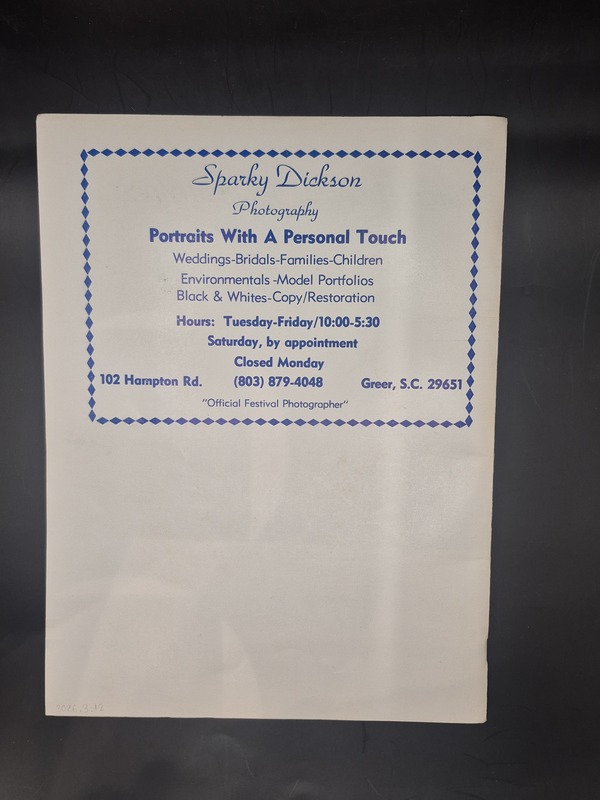 Sparky Dickson
Photography
Portraits With A Personal Touch
Weddings-Bridals-Families-Children
Environmentals-Model Portfolios
Black & Whites-Copy/Restoration
Hours: Tuesday-Friday/10:00-5:30
Saturday, by appointment
Closed Monday
102 Hampton Rd. (803) 879-4048 Greer, S.C. 29651
"Official Festival Photographer"